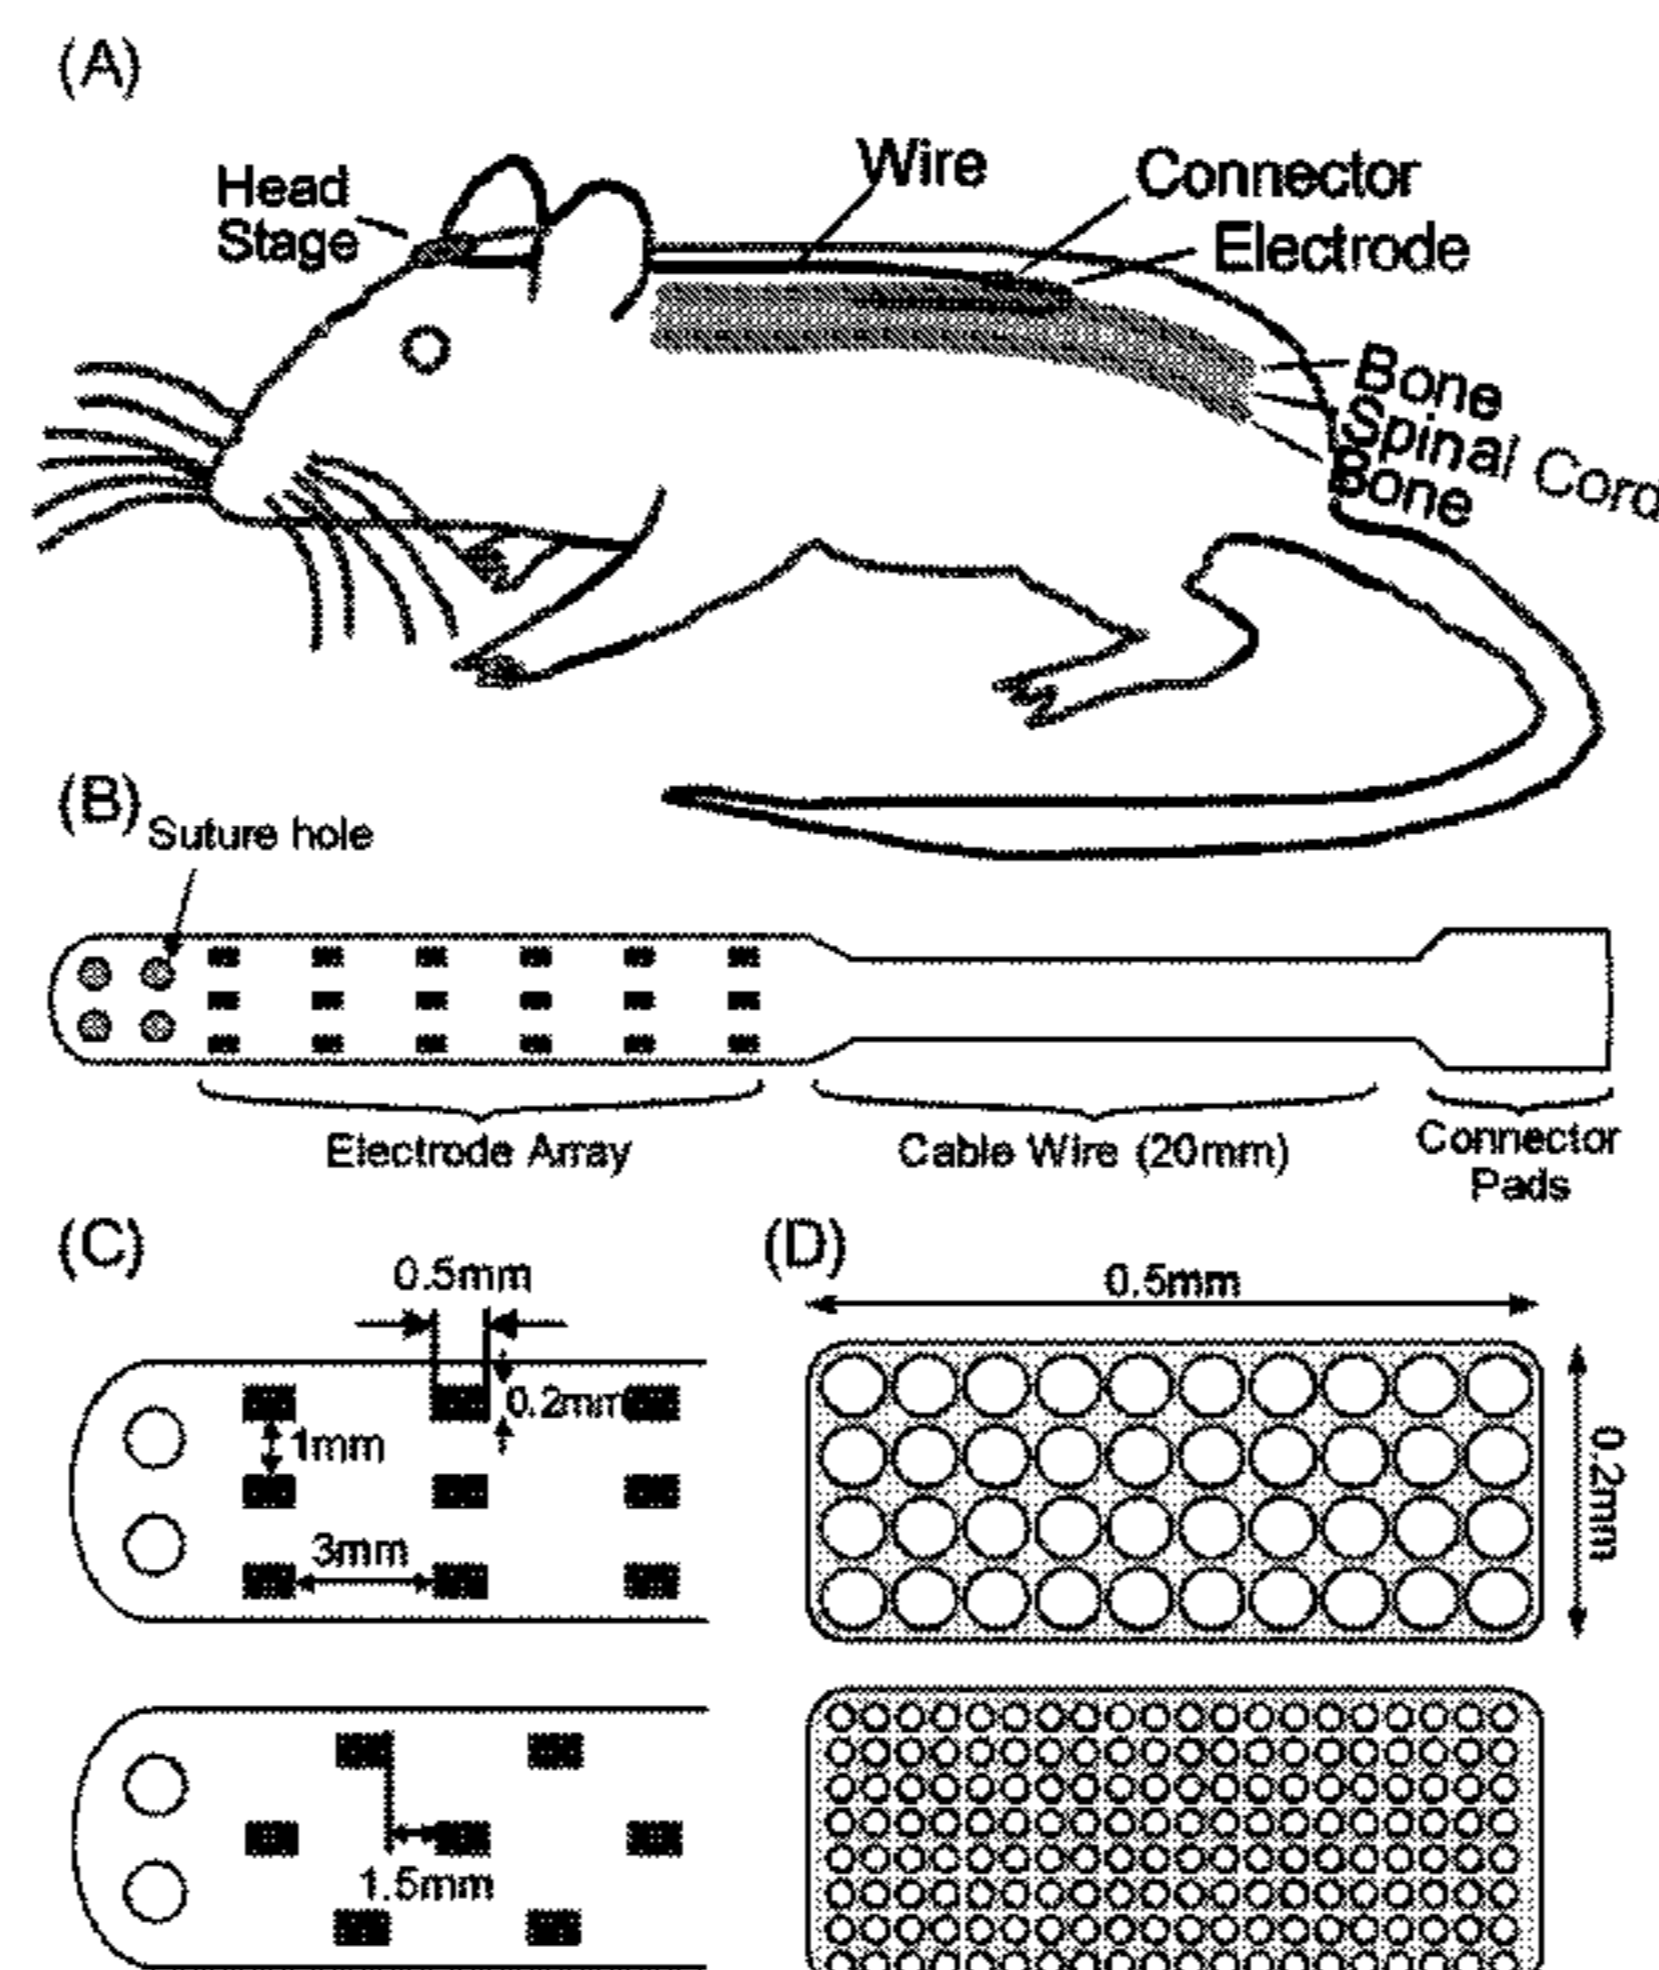 (A)
Head
Stage
Wire
Connector
Electrode
Bone
Spinal Cord
Bone
(B)
Suture hole
Electrode Array
Cable Wire (20mm)
Connector
Pads
(C)
0.5mm
0.2mm
1mm
3mm
1.5mm
(D)
0.5mm
0.2mm